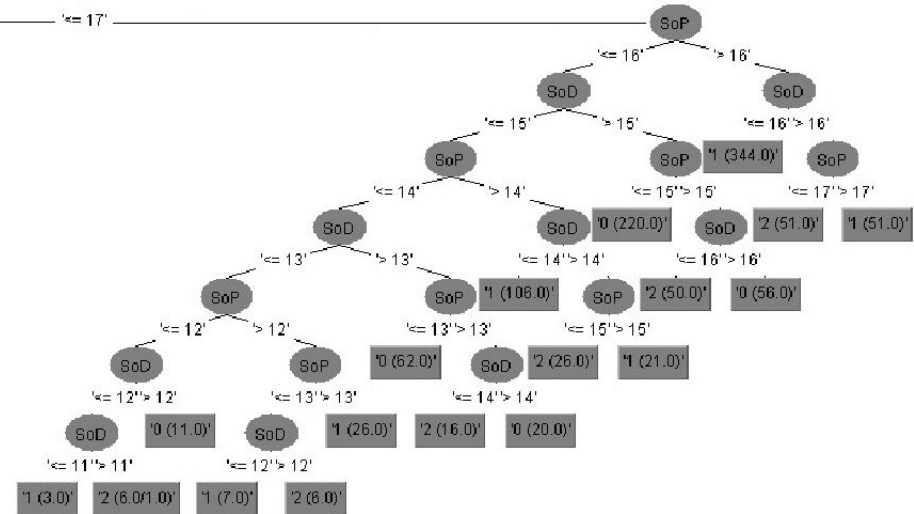 '<= 17' SoP
'<= 16' '> 16'
SoD SoD
'<= 15' '> 15' '<= 16' '> 16'
SoP SoP '1 (344.0)' SoP
'<= 14' '> 14' '<= 15' '> 15' '<= 17' '> 17'
SoD SoD '0 (220.0)' SoD '2 (51.0)' '1 (51.0)'
'<= 13' '> 13' '<= 14' '> 14' '<= 16' '> 16'
SoP SoP '1 (106.0)' SoP '2 (50.0)' '0 (56.0)'
'<= 12' '> 12' '<= 13' '> 13' '<= 15' '> 15'
SoD SoP '0 (62.0)' SoD '2 (26.0)' '1 (21.0)'
'<= 12' '> 12' '<= 13' '> 13' '<= 14' '> 14'
SoD '0 (11.0)' SoD '1 (26.0)' '2 (16.0)' '0 (20.0)'
'<= 11' '> 11' '<= 12' '> 12'
'1 (3.0)' '2 (6.0/1.0)' '1 (7.0)' '2 (6.0)'